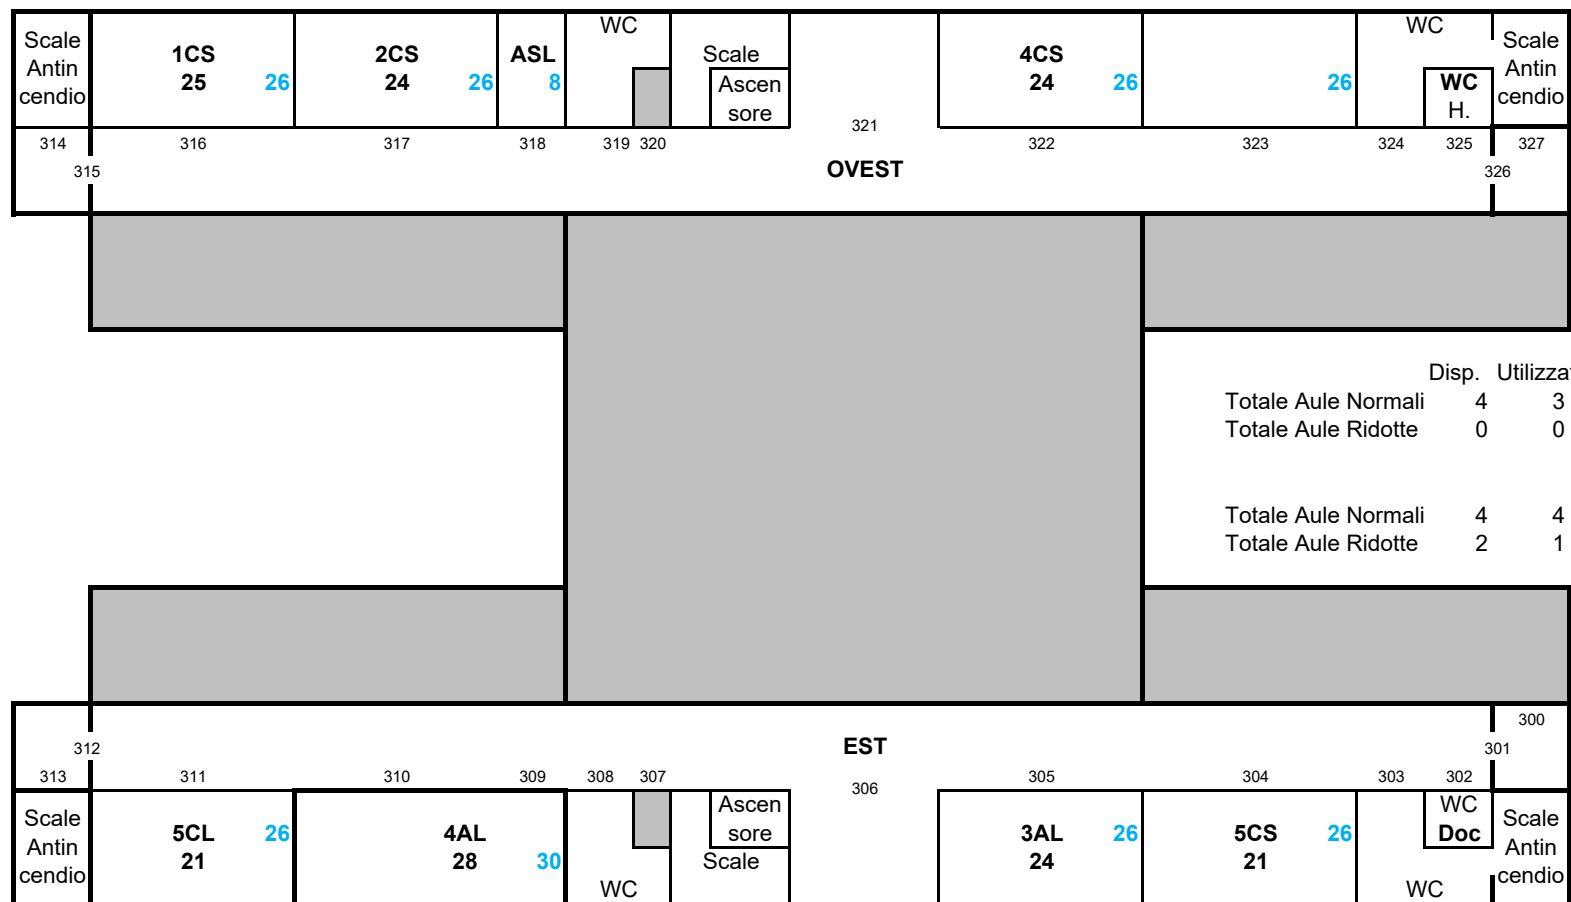 WC WC
Scale Scale
1CS 2CS ASL Scale 4CS
Antin Antin
25 26 24 26 8 Ascen 24 26 26 WC
cendio cendio
sore H.
321
314 316 317 318 319 320 322 323 324 325 327
315 OVEST 326
Disp. Utilizzat
Totale Aule Normali 4 3
Totale Aule Ridotte 0 0
Totale Aule Normali 4 4
Totale Aule Ridotte 2 1
300
312 EST 301
313 311 310 309 308 307 305 304 303 302
306
Ascen WC
Scale Scale
5CL 26 4AL sore 3AL 26 5CS 26 Doc
Antin Antin
21 28 30 Scale 24 21
cendio cendio
WC WC